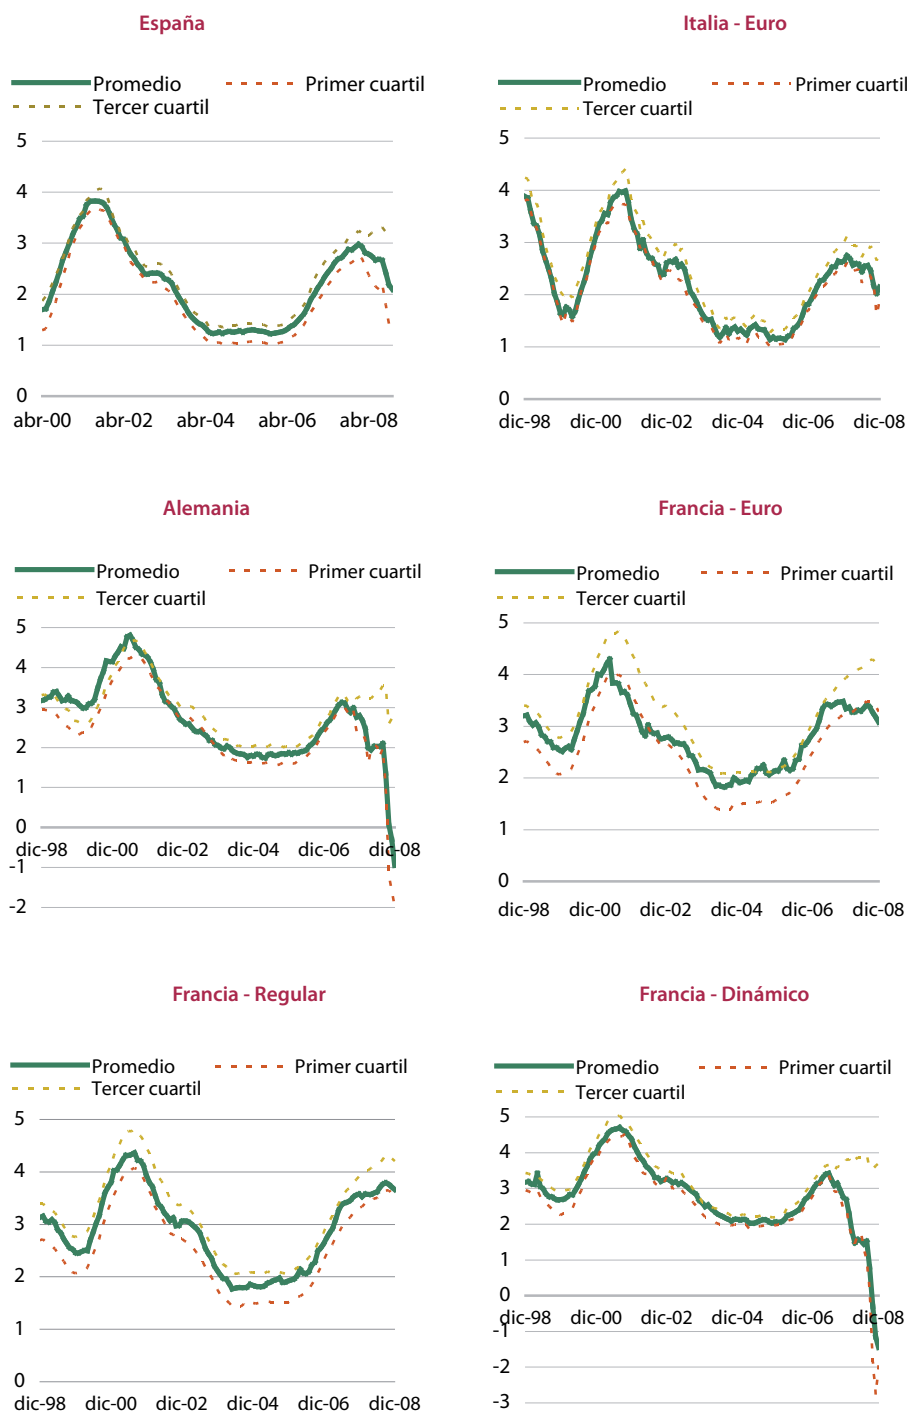 España
Promedio
Primer cuartil
Tercer cuartil
5
4
3
2
1
0
abr-00 abr-02 abr-04 abr-06 abr-08
Italia - Euro
Promedio
Primer cuartil
Tercer cuartil
5
4
3
2
1
0
dic-98 dic-00 dic-02 dic-04 dic-06 dic-08
Alemania
Promedio
Primer cuartil
Tercer cuartil
5
4
3
2
1
0
dic-98 dic-00 dic-02 dic-04 dic-06 dic-08
-1
-2
Francia - Euro
Promedio
Primer cuartil
Tercer cuartil
5
4
3
2
1
0
dic-98 dic-00 dic-02 dic-04 dic-06 dic-08
Francia - Regular
Promedio
Primer cuartil
Tercer cuartil
5
4
3
2
1
0
dic-98 dic-00 dic-02 dic-04 dic-06 dic-08
Francia - Dinámico
Promedio
Primer cuartil
Tercer cuartil
5
4
3
2
1
0
dic-98 dic-00 dic-02 dic-04 dic-06 dic-08
-1
-2
-3